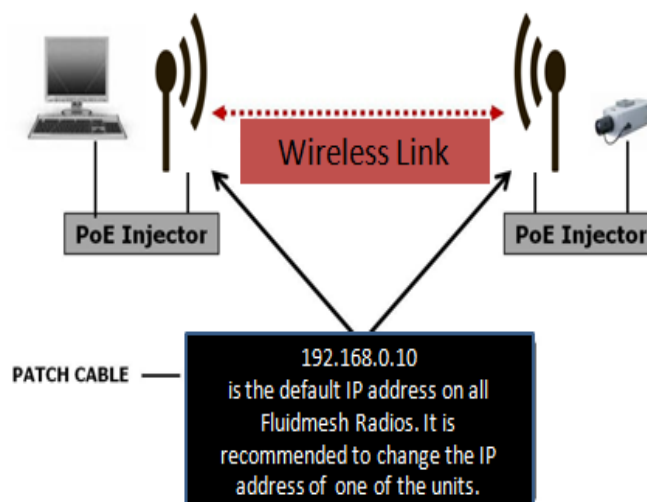 Wireless Link
PoE Injector
PoE Injector
PATCH CABLE
192.168.0.10
is the default IP address on all
Fluidmesh Radios. It is
recommended to change the IP
address of one of the units.